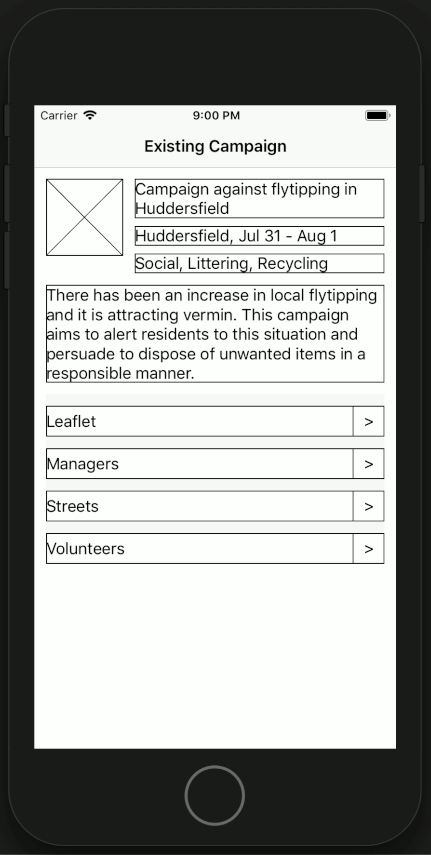 Carrier 9:00 PM
Existing Campaign
Campaign against flytipping in
Huddersfield
Huddersfield, Jul 31 - Aug 1
Social, Littering, Recycling
There has been an increase in local flytipping
and it is attracting vermin. This campaign
aims to alert residents to this situation and
persuade to dispose of unwanted items in a
responsible manner.
Leaflet >
Managers >
Streets >
Volunteers >